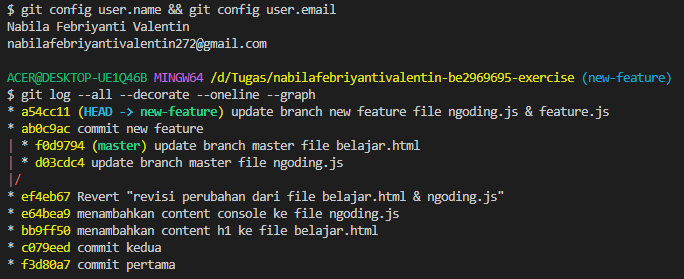 $ git config user.name && git config user.email
Nabila Febriyanti Valentin
nabilafebriyantivalentin272@gmail.com
ACER@DESKTOP-UE1Q46B MINGW64 /d/Tugas/nabilafebriyantivalentin-be2969695-exercise (new-feature)
$ git log --all --decorate --oneline --graph
* a54cc11 (HEAD -> new-feature) update branch new feature file ngoding.js & feature.js
* ab0c9ac commit new feature
| * f0d9794 (master) update branch master file belajar.html
| * d03cdc4 update branch master file ngoding.js
|/
* ef4eb67 Revert "revisi perubahan dari file belajar.html & ngoding.js"
* e64bea9 menambahkan content console ke file ngoding.js
* bb9ff50 menambahkan content h1 ke file belajar.html
* c079eed commit kedua
* f3d80a7 commit pertama